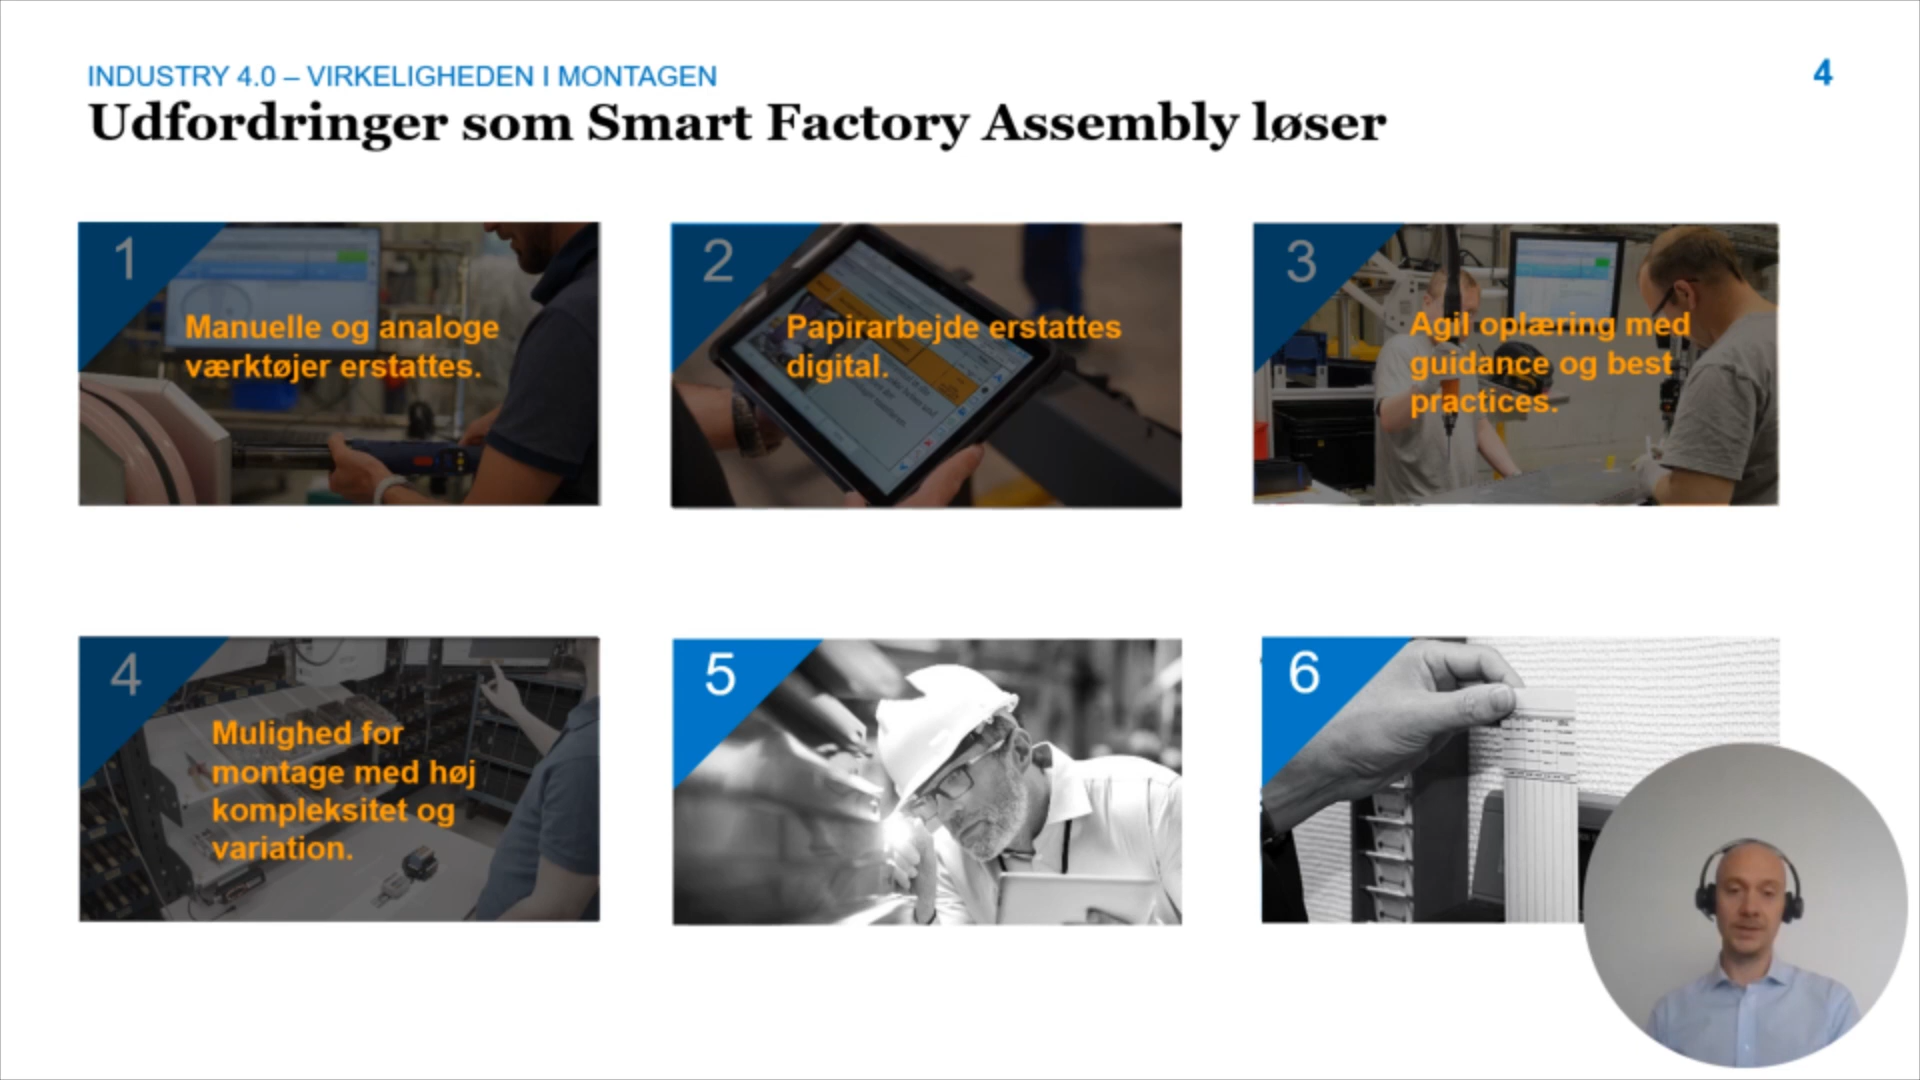 INDUSTRY 4.0 – VIRKELIGHEDEN I MONTAGEN
4
Udfordringer som Smart Factory Assembly løser
1
Manuelle og analoge
værktøjer erstattes.
2
Papirarbejde erstattes
digital.
3
Agil oplæring med
guidance og best
practices.
4
Mulighed for
montage med høj
kompleksitet og
variation.
5
6